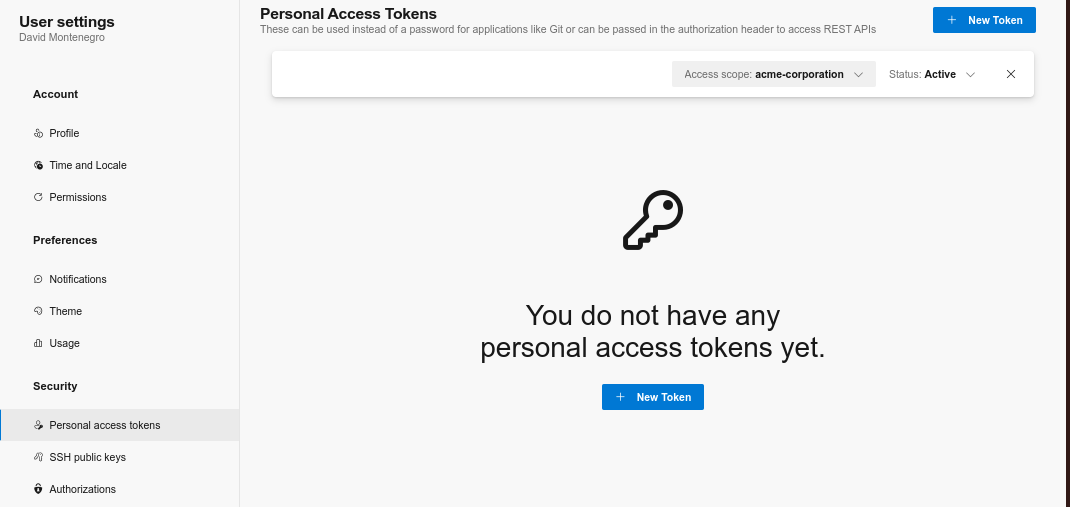 User settings
David Montenegro
Account
Profile
Time and Locale
Permissions
Preferences
Notifications
Theme
Usage
Security
Personal access tokens
SSH public keys
Authorizations
Personal Access Tokens
These can be used instead of a password for applications like Git or can be passed in the authorization header to access REST APIs
New Token
Access scope: acme-corporation
Status: Active
You do not have any
personal access tokens yet.
New Token